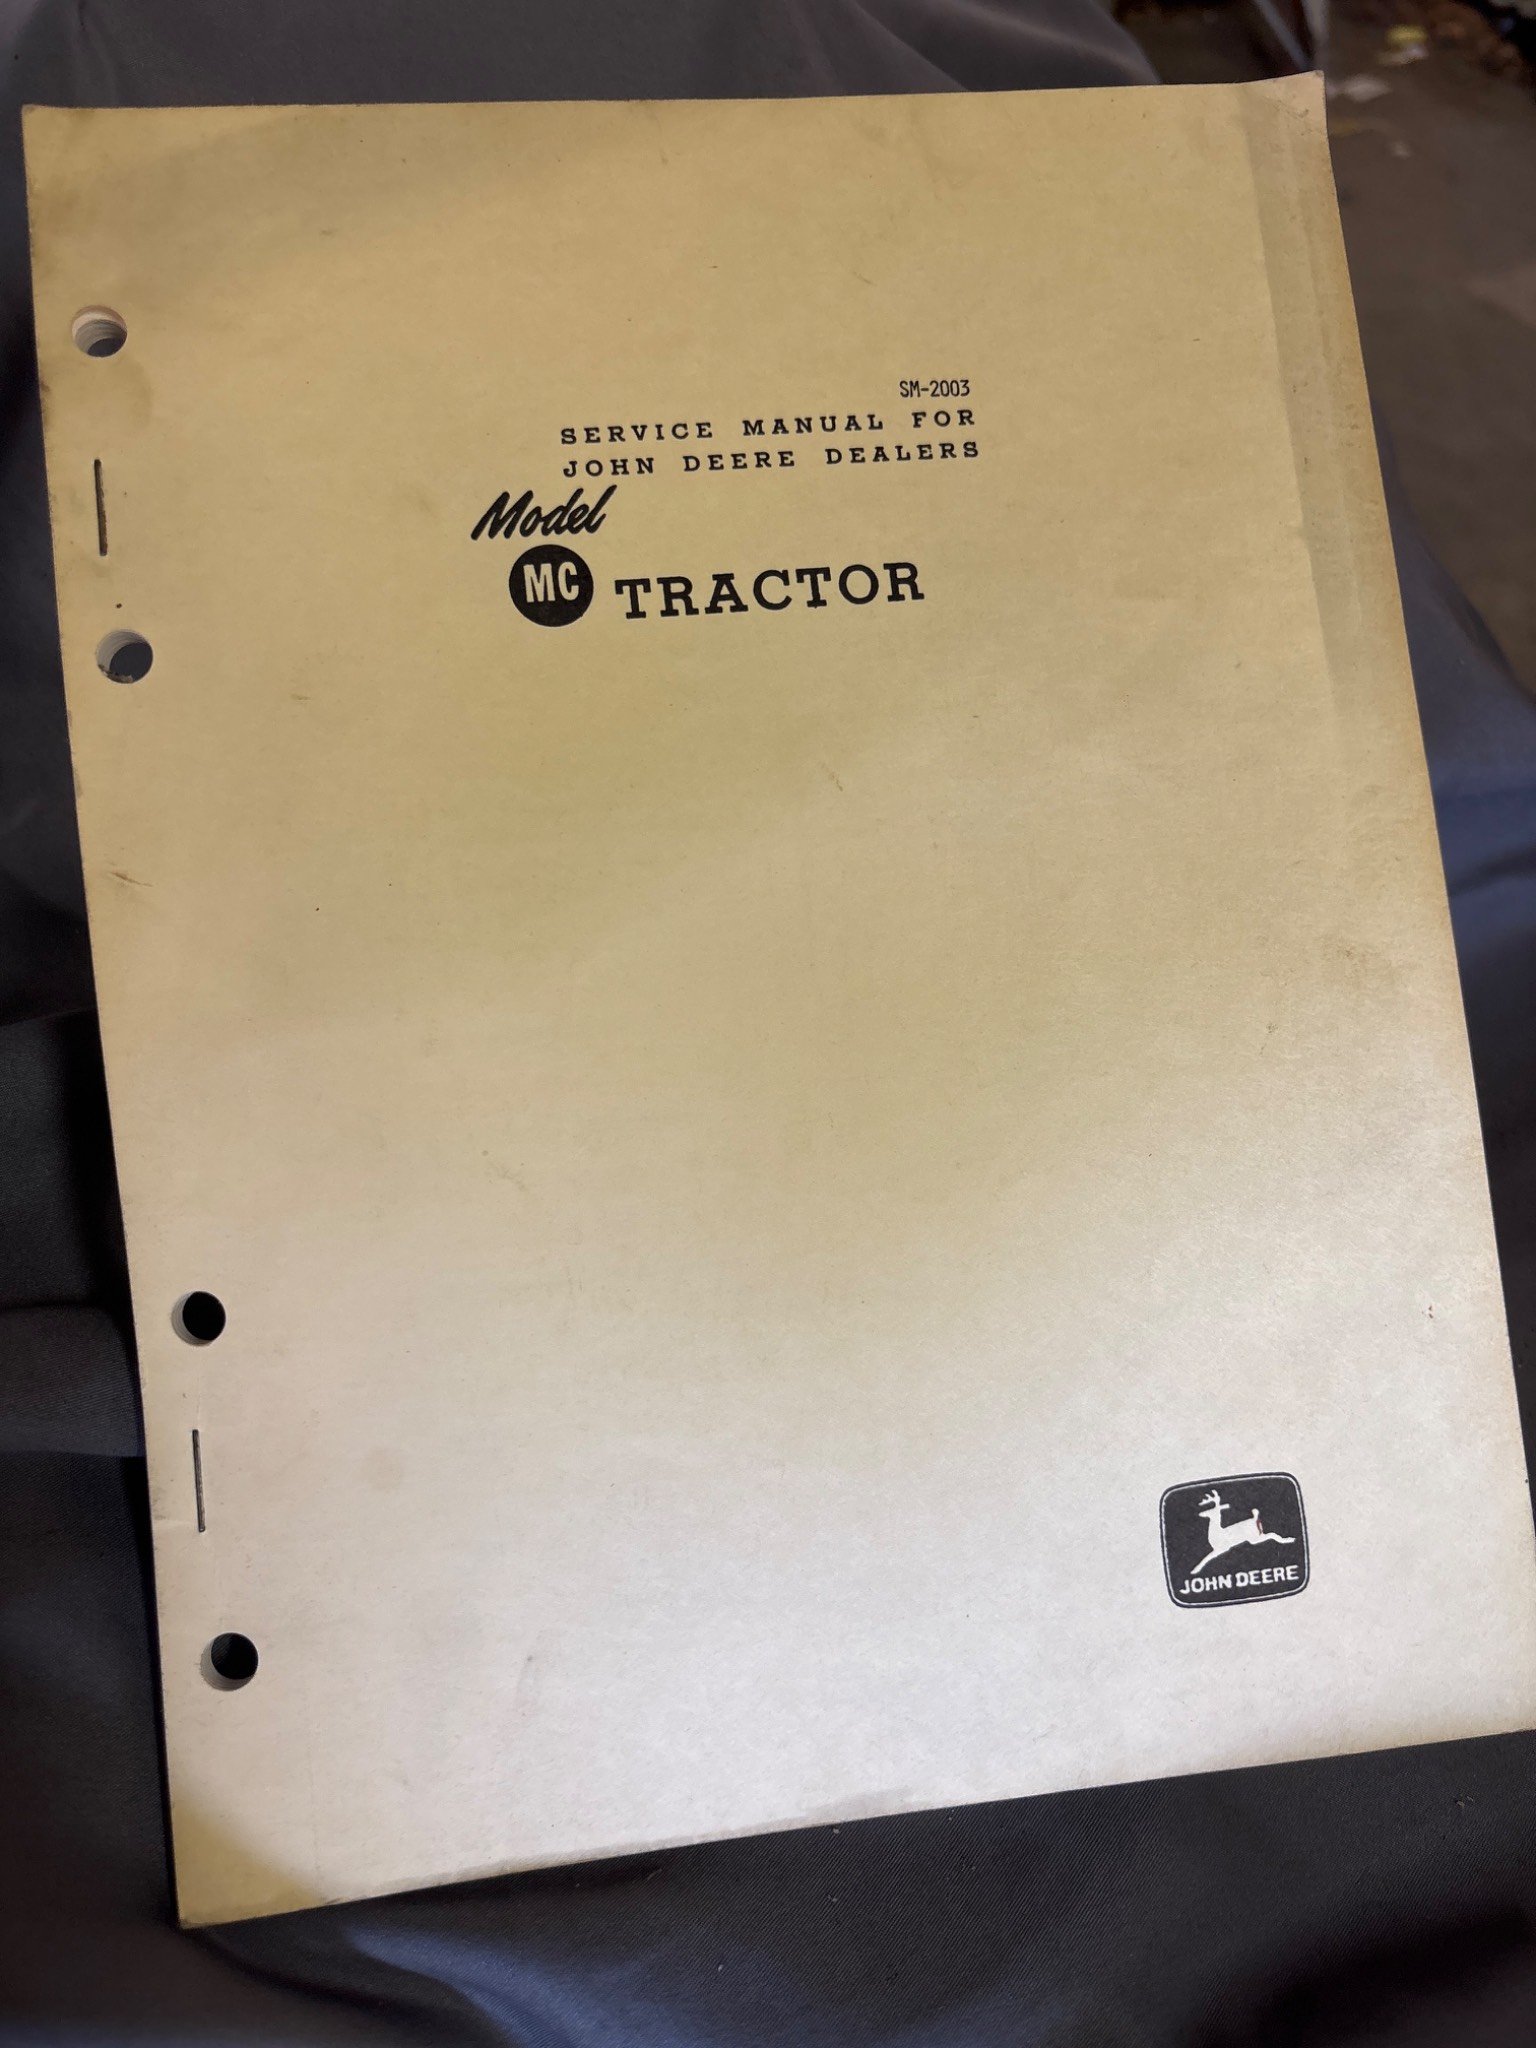 SM-2003
SERVICE MANUAL FOR
JOHN DEERE DEALERS
Model
MC TRACTOR
JOHN DEERE